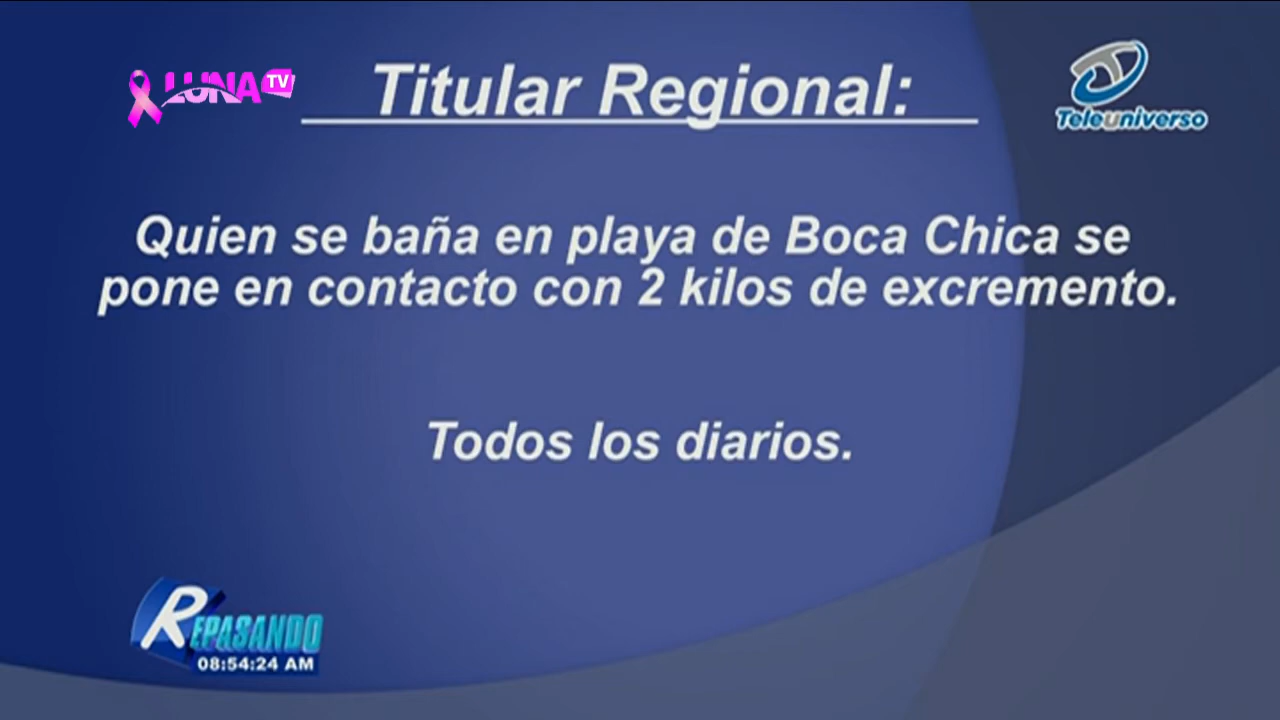 LUNA TV
Titular Regional:
Teleuniverso
Quien se baña en playa de Boca Chica se
pone en contacto con 2 kilos de excremento.
Todos los diarios.
REPASANDO
08:54:24 AM